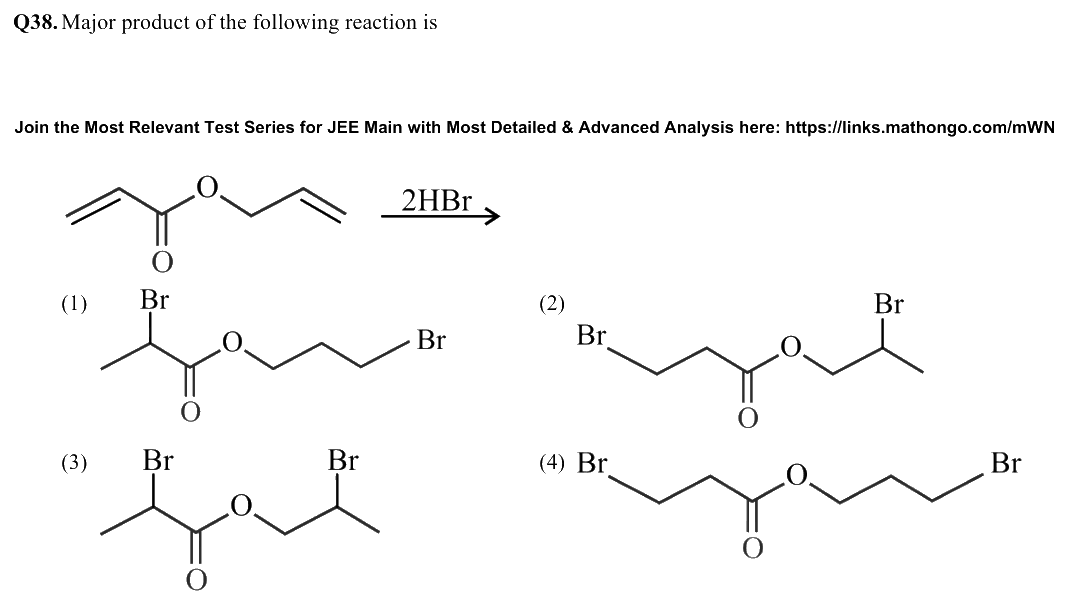 Q38. Major product of the following reaction is
Join the Most Relevant Test Series for JEE Main with Most Detailed & Advanced Analysis here: https://links.mathongo.com/mWN
O
2HBr
O
(1) Br
O
Br
O
(2) Br
Br
O
O
(3) Br Br
O
O
(4) Br Br
O
O